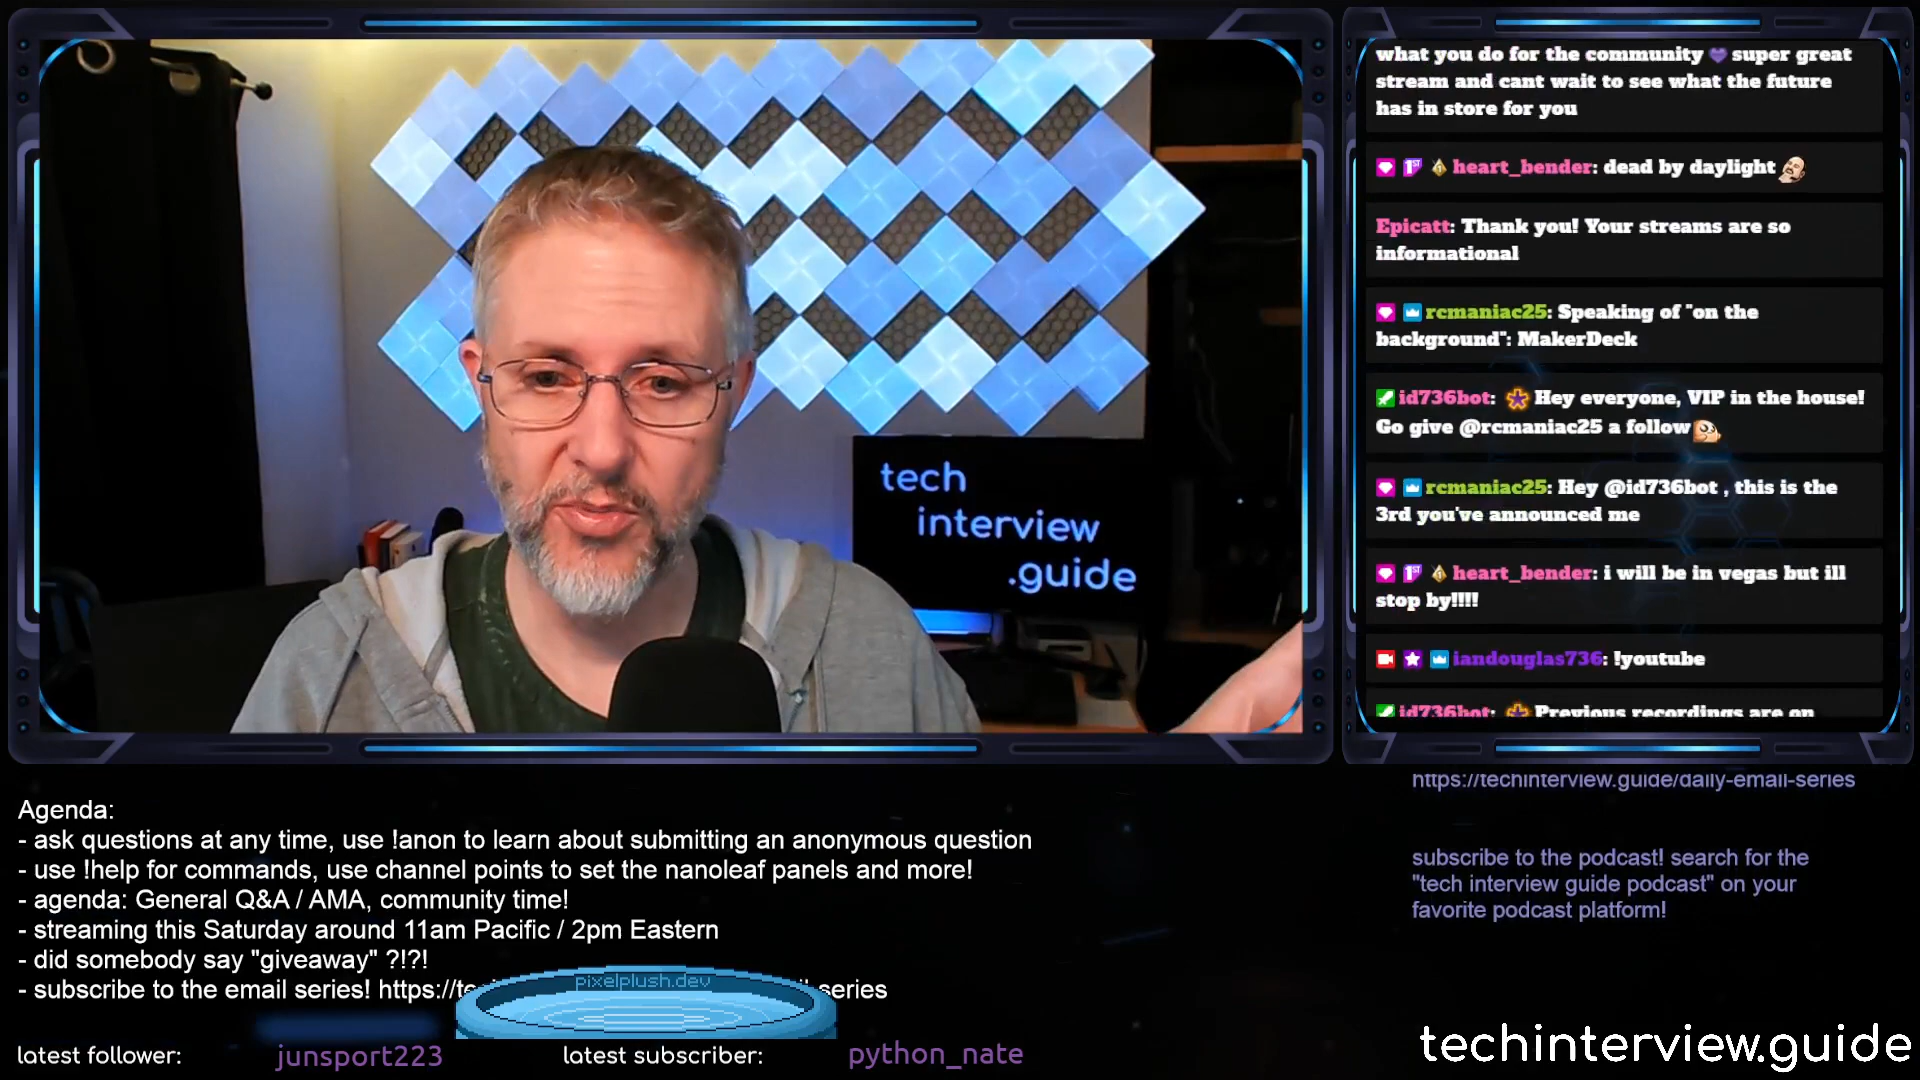 what you do for the community super great
stream and cant wait to see what the future
has in store for you
heart_bender: dead by daylight
Epicatt: Thank you! Your streams are so
informational
rcmaniac25: Speaking of "on the
background": MakerDeck
id736bot: Hey everyone, VIP in the house!
Go give @rcmaniac25 a follow
rcmaniac25: Hey @id736bot , this is the
3rd you've announced me
heart_bender: i will be in vegas but ill
stop by!!!!
iandouglas736: !youtube
id736bot: Previous recordings are on
tech
interview
.guide
https://techinterview.guide/daily-email-series
subscribe to the podcast! search for the
"tech interview guide podcast" on your
favorite podcast platform!
Agenda:
- ask questions at any time, use !anon to learn about submitting an anonymous question
- use !help for commands, use channel points to set the nanoleaf panels and more!
- agenda: General Q&A / AMA, community time!
- streaming this Saturday around 11am Pacific / 2pm Eastern
- did somebody say "giveaway" ?!?!
- subscribe to the email series! https://te
series
pixelplush.dev
latest follower: junsport223
latest subscriber: python_nate
techinterview.guide